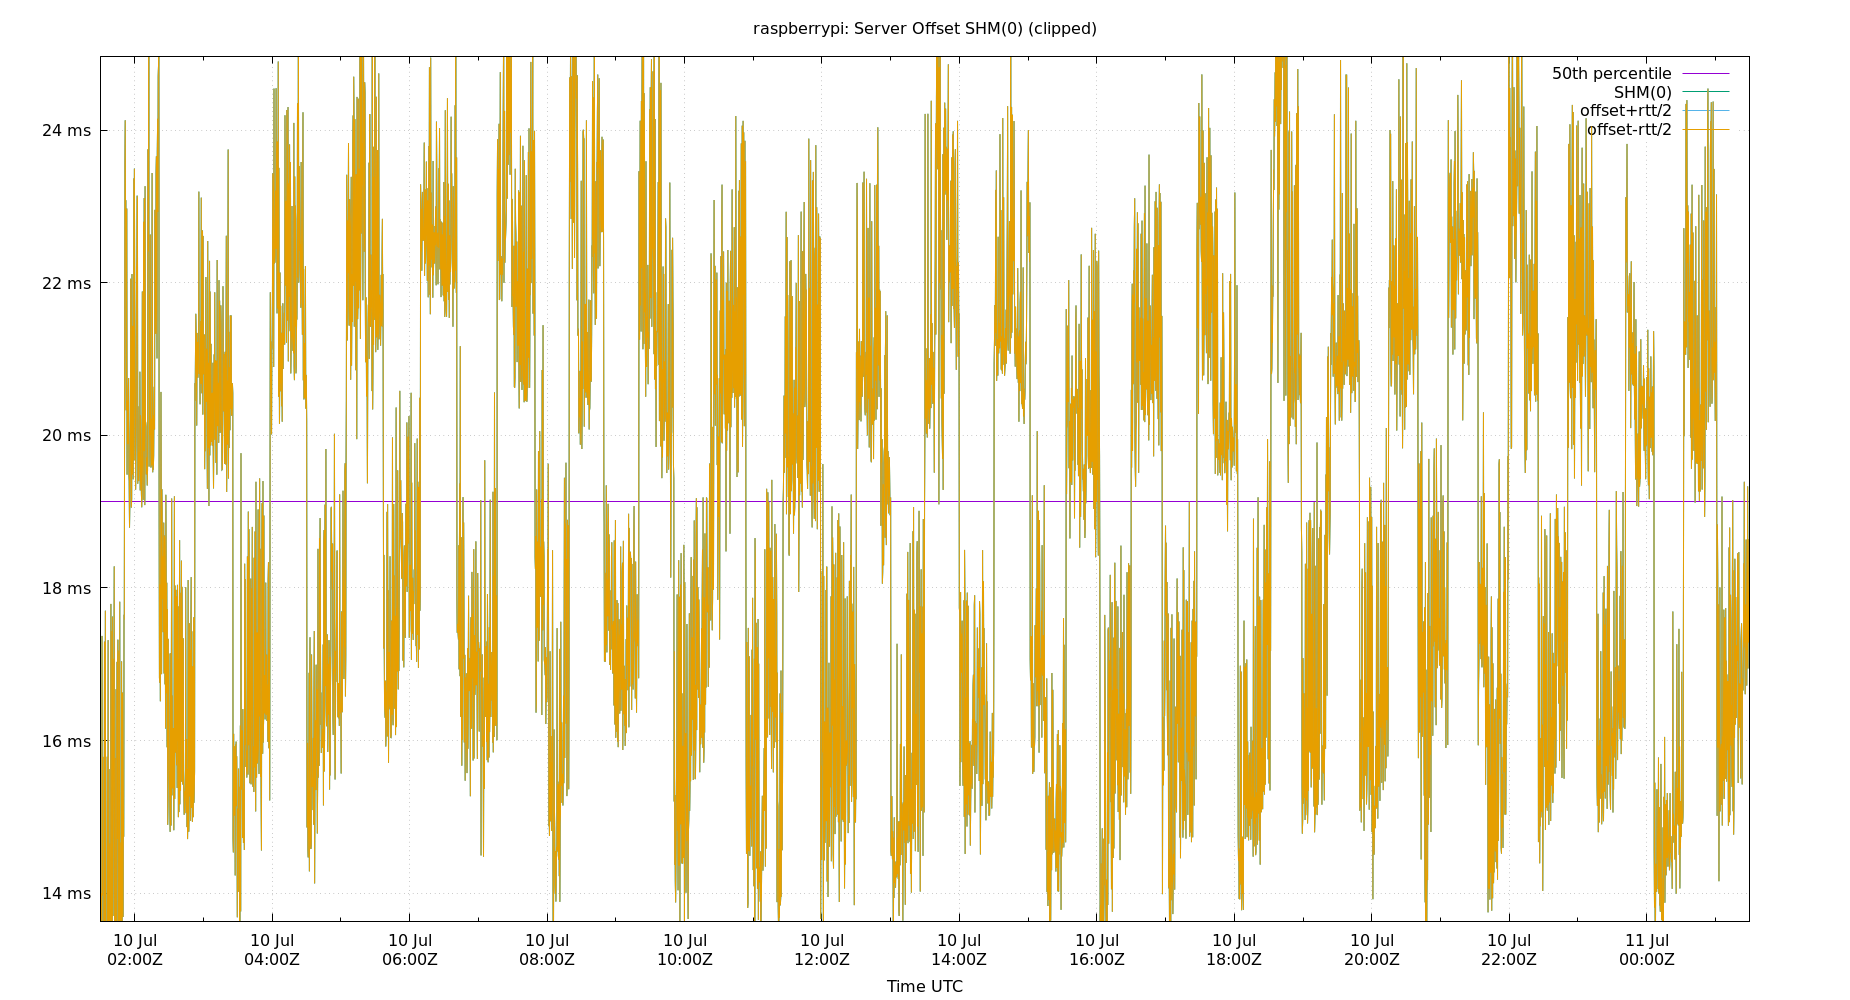 raspberrypi: Server Offset SHM(0) (clipped)
50th percentile
SHM(0)
offset+rtt/2
offset-rtt/2
24 ms
22 ms
20 ms
18 ms
16 ms
14 ms
10 Jul 10 Jul 10 Jul 10 Jul 10 Jul 10 Jul 10 Jul 10 Jul 10 Jul 10 Jul 10 Jul 11 Jul
02:00Z 04:00Z 06:00Z 08:00Z 10:00Z 12:00Z 14:00Z 16:00Z 18:00Z 20:00Z 22:00Z 00:00Z
Time UTC